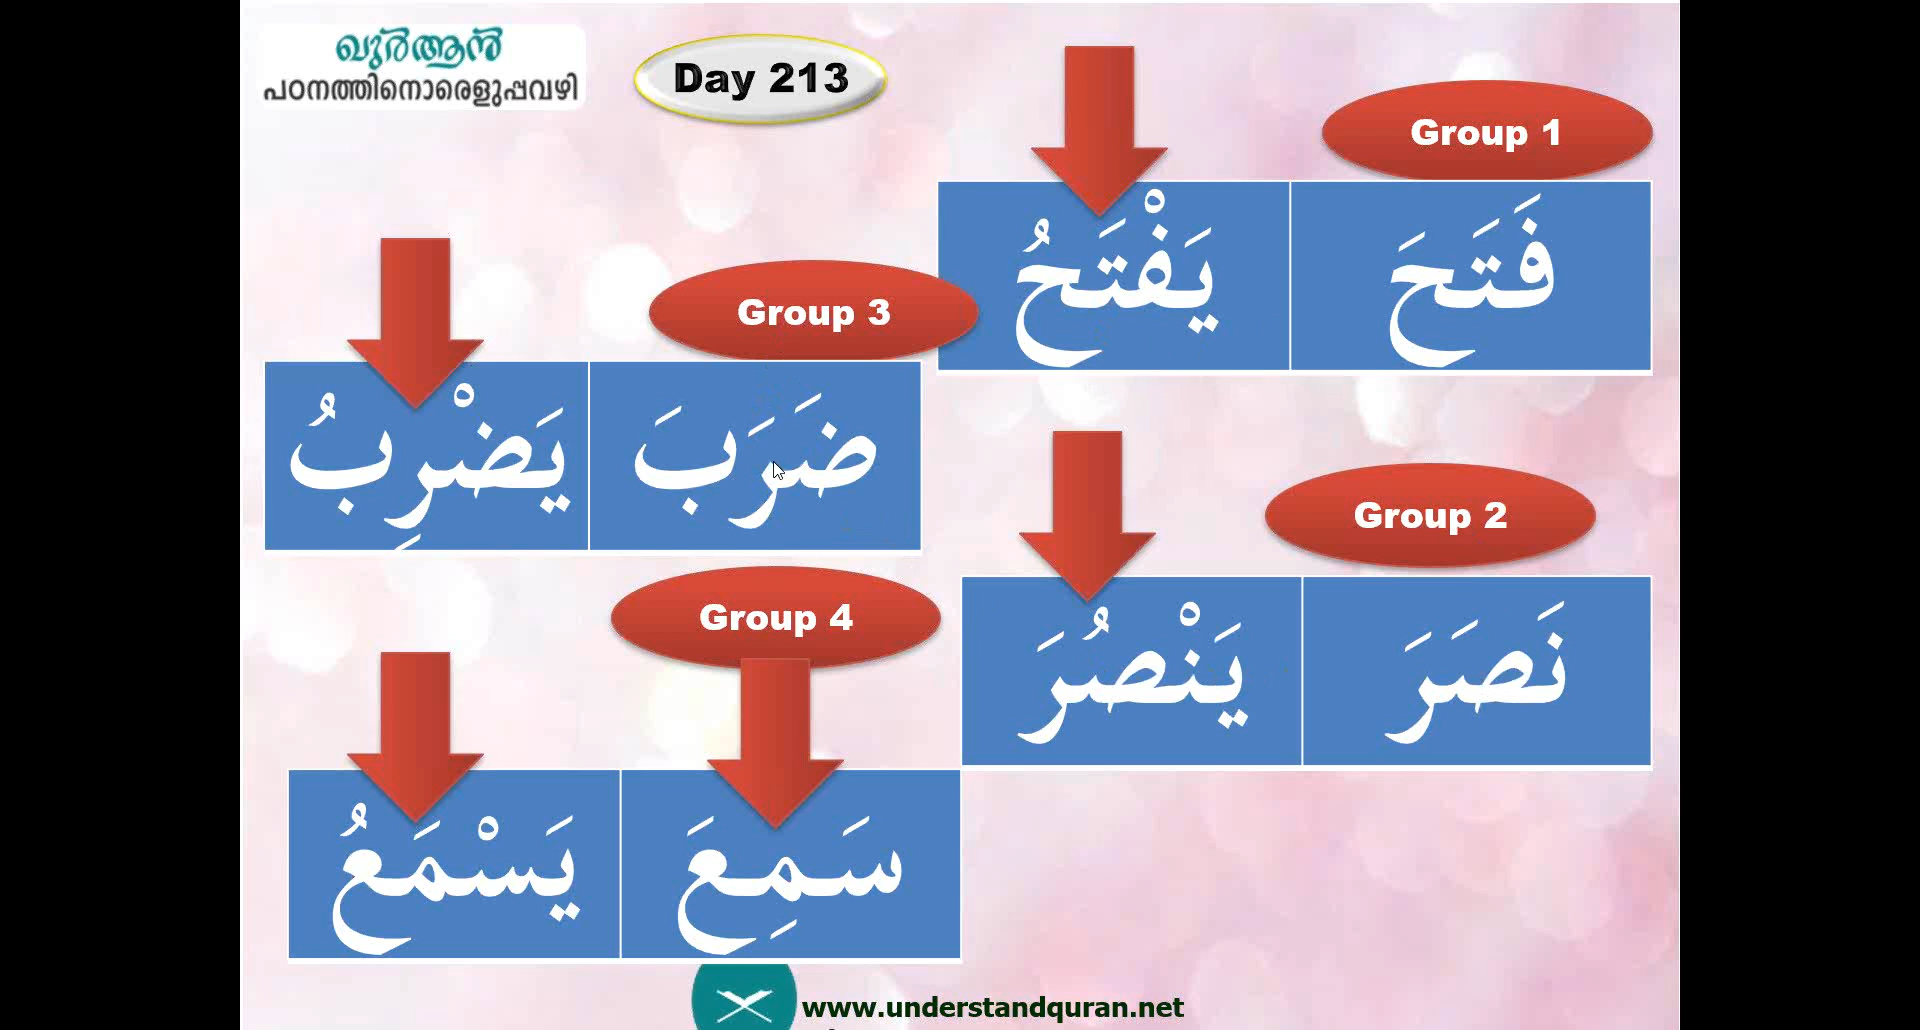 ഖുർആൻ
പഠനത്തിനൊരെളുപ്പവഴി
Day 213
Group 1
فَتَحَ
يَفْتَحُ
Group 2
نَصَرَ
يَنْصُرَ
Group 3
ضَرَبَ
يَضْرِبُ
Group 4
سَمِعَ
يَسْمَعُ
www.understandquran.net